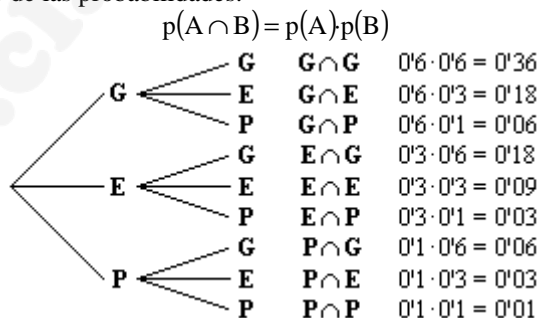 de las probabilidades:
p(A ∩ B) = p(A)·p(B)
G G∩G 0'6·0'6 = 0'36
G E G∩E 0'6·0'3 = 0'18
P G∩P 0'6·0'1 = 0'06
G E∩G 0'3·0'6 = 0'18
E E E∩E 0'3·0'3 = 0'09
P E∩P 0'3·0'1 = 0'03
G P∩G 0'1·0'6 = 0'06
P E P∩E 0'1·0'3 = 0'03
P P∩P 0'1·0'1 = 0'01